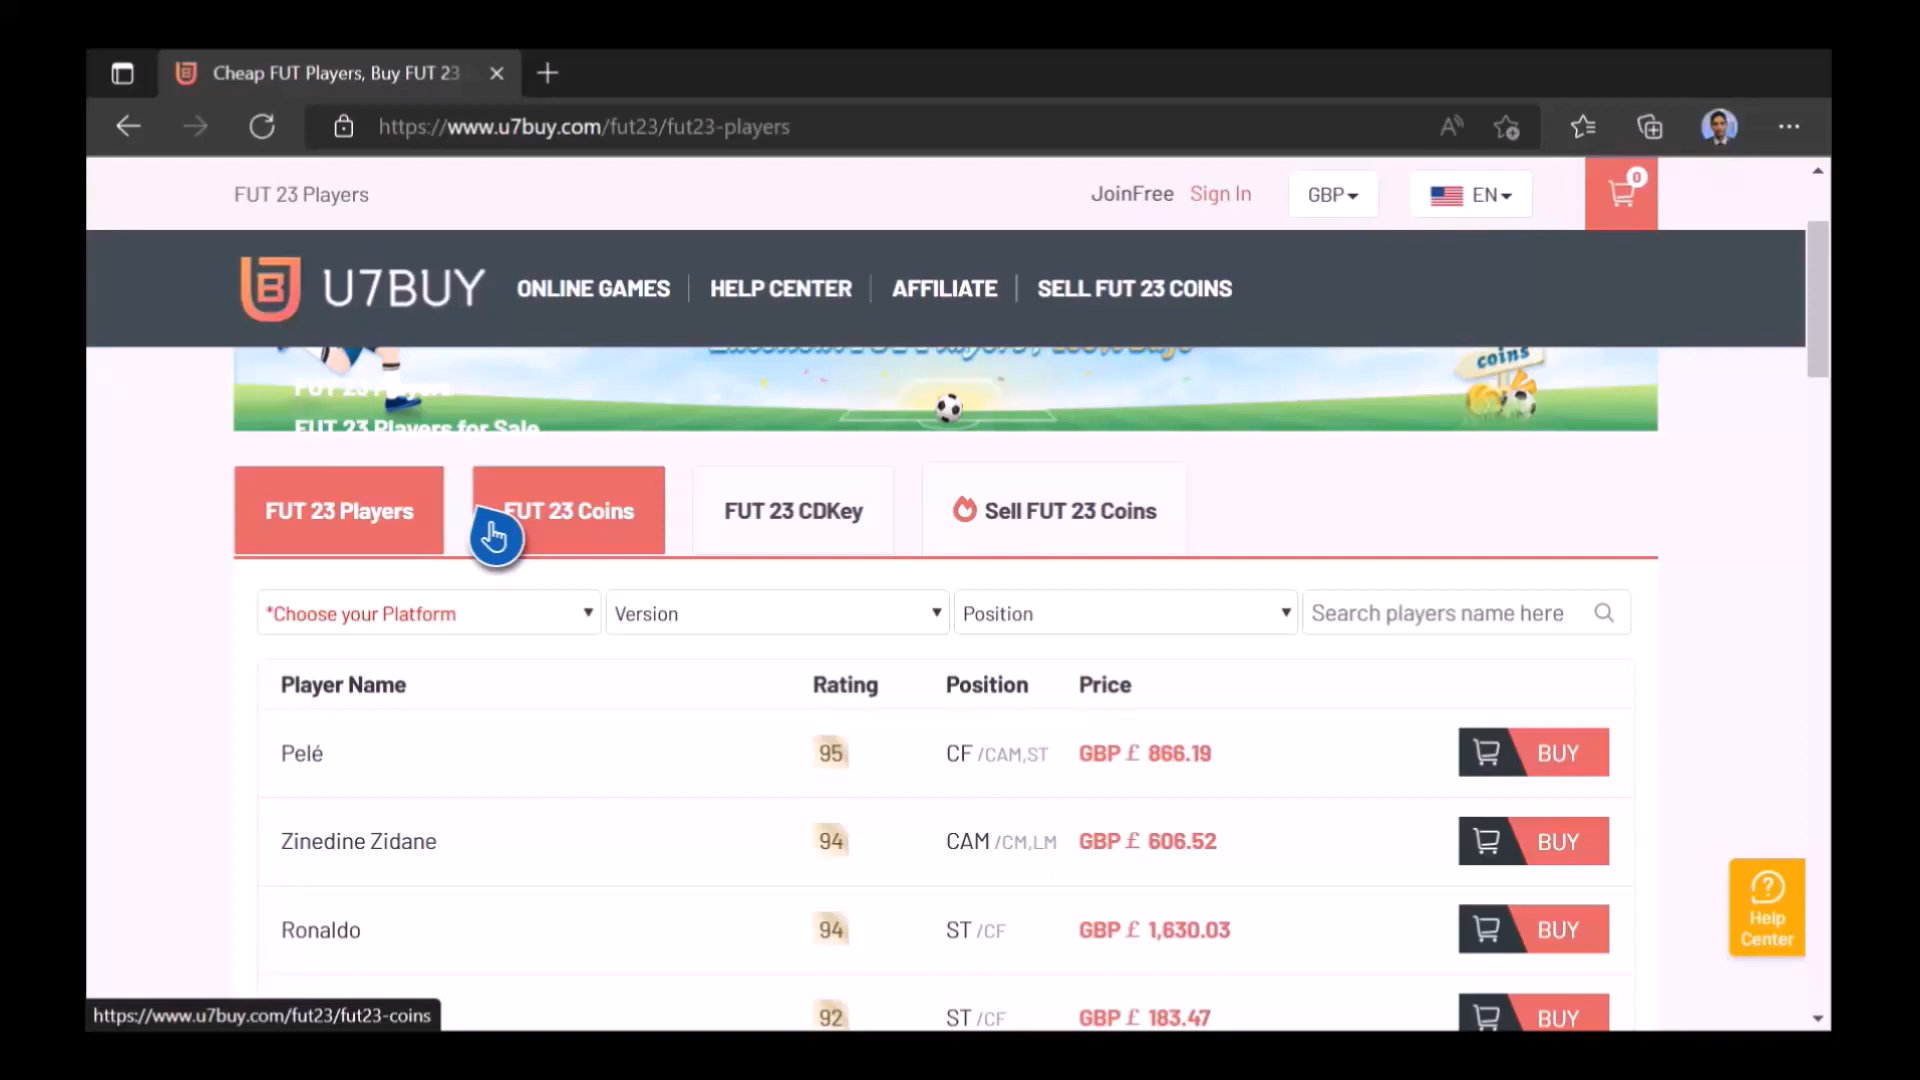 Cheap FUT Players, Buy FUT 23
https://www.u7buy.com/fut23/fut23-players
FUT 23 Players
JoinFree Sign In
GBP
EN
0
U7BUY
ONLINE GAMES
HELP CENTER
AFFILIATE
SELL FUT 23 COINS
coins
FUT 23 Players
FUT 23 Players for Sale
FUT 23 Players
FUT 23 Coins
FUT 23 CDKey
Sell FUT 23 Coins
*Choose your Platform
Version
Position
Search players name here
Player Name Rating Position Price
Pelé 95 CF /CAM,ST GBP £ 866.19 BUY
Zinedine Zidane 94 CAM /CM,LM GBP £ 606.52 BUY
Ronaldo 94 ST /CF GBP £ 1,630.03 BUY
92 ST /CF GBP £ 183.47 BUY
Help
Center
https://www.u7buy.com/fut23/fut23-coins